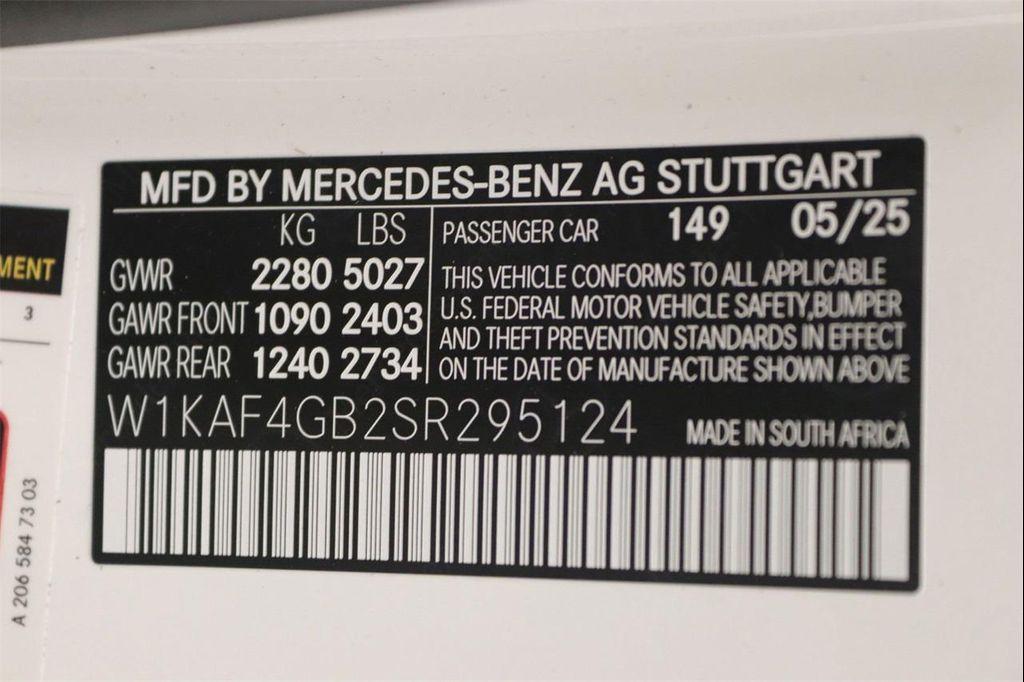 MFD BY MERCEDES-BENZ AG STUTTGART
KG LBS
GVWR 2280 5027
GAWR FRONT 1090 2403
GAWR REAR 1240 2734
PASSENGER CAR 149 05/25
THIS VEHICLE CONFORMS TO ALL APPLICABLE
U.S. FEDERAL MOTOR VEHICLE SAFETY,BUMPER
AND THEFT PREVENTION STANDARDS IN EFFECT
ON THE DATE OF MANUFACTURE SHOWN ABOVE
W1KAF4GB2SR295124
MADE IN SOUTH AFRICA
MENT
3
A 206 584 73 03